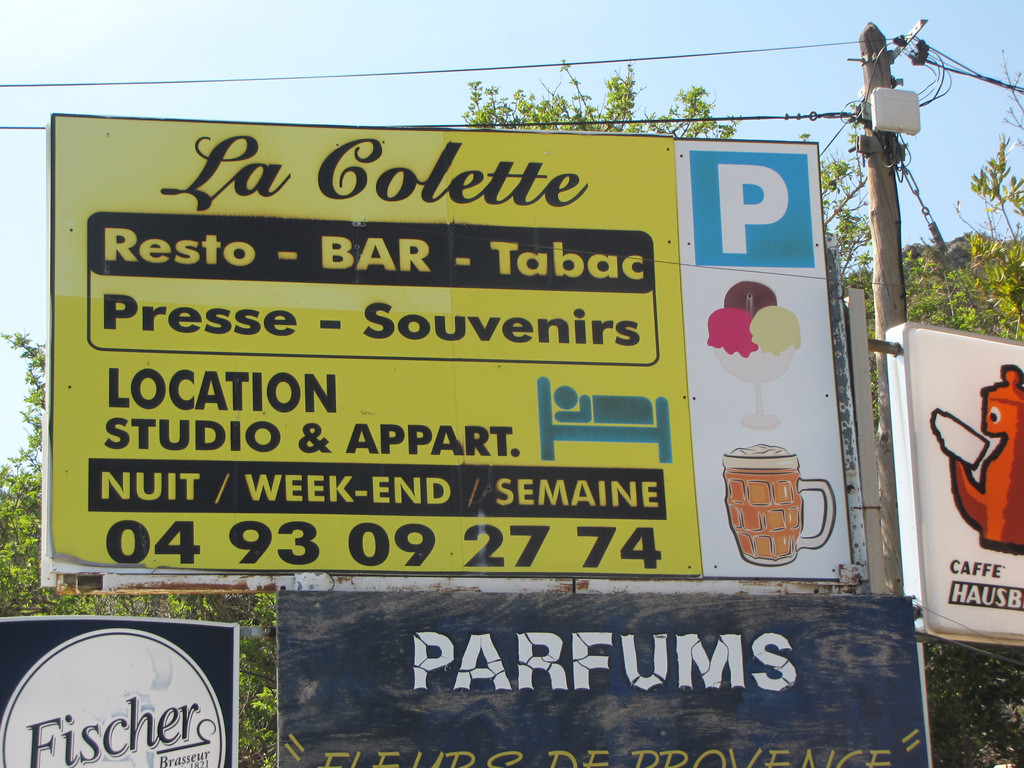 La Colette
P
Resto - BAR - Tabac
Presse - Souvenirs
LOCATION
STUDIO & APPART.
NUIT / WEEK-END / SEMAINE
04 93 09 27 74
CAFFE'
PARFUMS
"FLEURS DE PROVENCE"
Fischer
Brasseur
1821